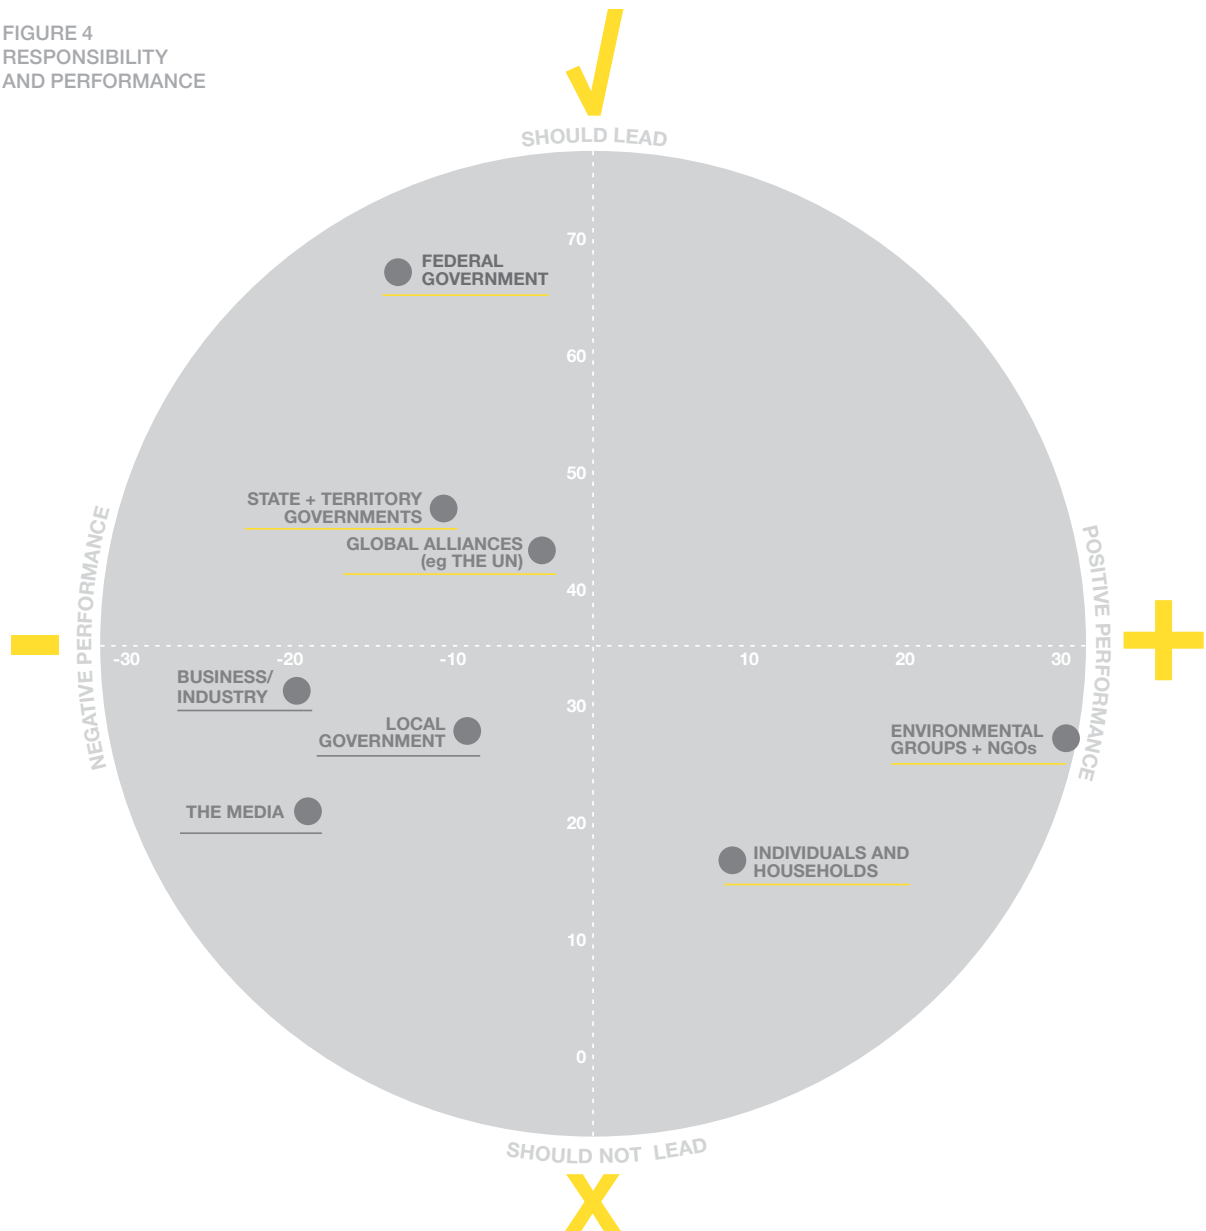 FIGURE 4
RESPONSIBILITY
AND PERFORMANCE
SHOULD LEAD
70
FEDERAL
GOVERNMENT
60
50
STATE + TERRITORY
GOVERNMENTS
GLOBAL ALLIANCES
(eg THE UN)
40
NEGATIVE PERFORMANCE
POSITIVE PERFORMANCE
-30
-20
-10
10
20
30
BUSINESS/
INDUSTRY
30
LOCAL
GOVERNMENT
ENVIRONMENTAL
GROUPS + NGOs
THE MEDIA
20
INDIVIDUALS AND
HOUSEHOLDS
10
0
SHOULD NOT LEAD
X